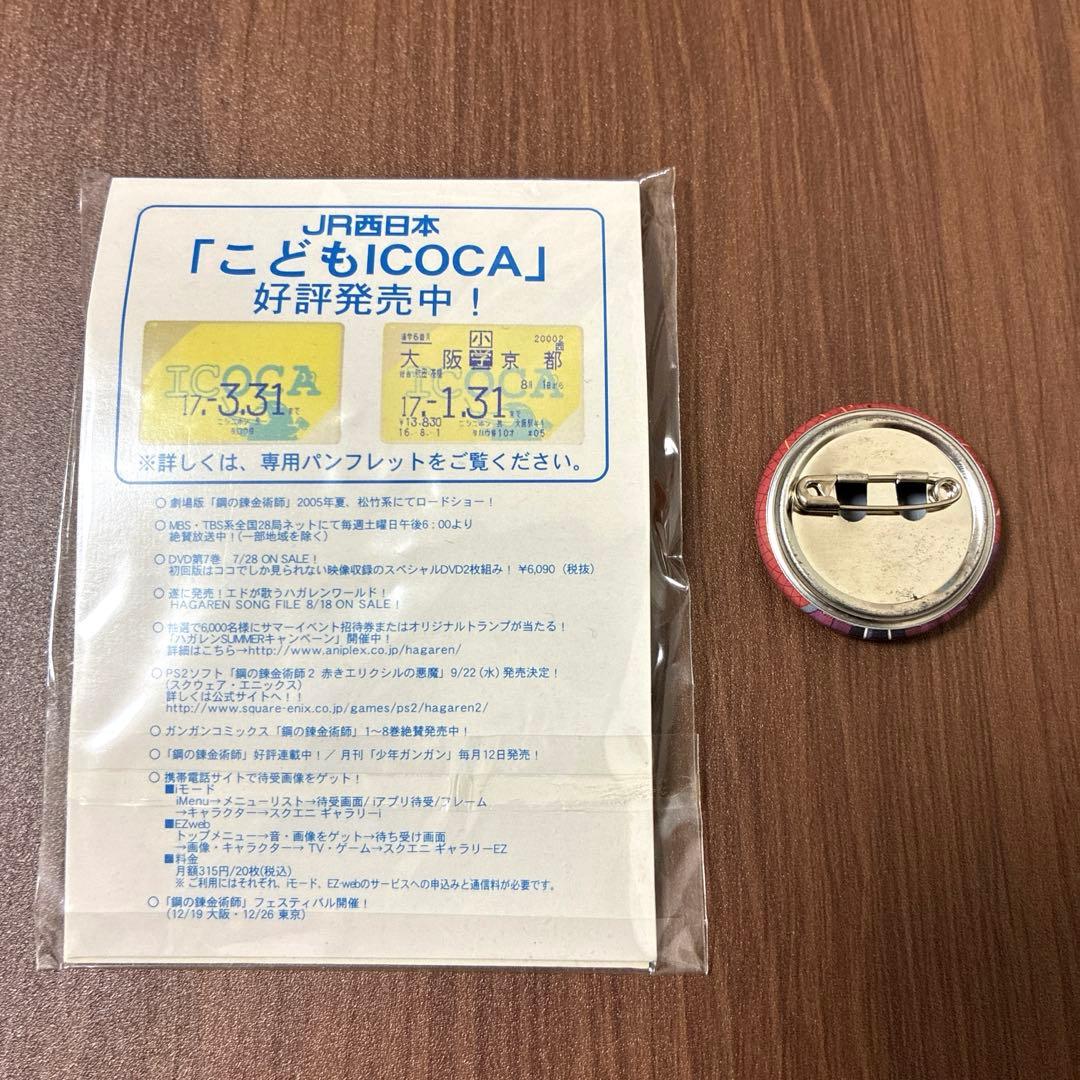 JR西日本
「こどもICOCA」
好評発売中！
ICOCA
17.-3.31まで
通学6箇月
小
20002
大阪 学 京都
ICOCA
8月 1日から
17.-1.31まで
¥13,830
16.-8.-1
※詳しくは、専用パンフレットをご覧ください。
○ 劇場版「鋼の錬金術師」2005年夏、松竹系にてロードショー！
○ MBS・TBS系全国28局ネットにて毎週土曜日午後6：00より
絶賛放送中！(一部地域を除く)
○ DVD第7巻 7/28 ON SALE！
初回版はココでしか見られない映像収録のスペシャルDVD2枚組み！ ¥6,090（税抜）
○ 遂に発売！エドが歌うハガレンワールド！
HAGAREN SONG FILE 8/18 ON SALE！
○ 抽選で6,000名様にサマーイベント招待券またはオリジナルトランプが当たる！
「ハガレンSUMMERキャンペーン」開催中！
詳細はこちら→http://www.aniplex.co.jp/hagaren/
○ PS2ソフト「鋼の錬金術師２ 赤きエリクシルの悪魔」9/22（水）発売決定！
(スクウェア・エニックス)
詳しくは公式サイトへ！！
http://www.square-enix.co.jp/games/ps2/hagaren2/
○ ガンガンコミックス「鋼の錬金術師」1〜8巻絶賛発売中！
○「鋼の錬金術師」好評連載中！／ 月刊「少年ガンガン」毎月12日発売！
○ 携帯電話サイトで待受画像をゲット！
■iモード
iMenu→メニューリスト→待受画面/ iアプリ待受/フレーム
→キャラクター→スクエニ ギャラリーi
■EZweb
トップメニュー→音・画像をゲット→待ち受け画面
→画像・キャラクター→ TV・ゲーム→スクエニ ギャラリーEZ
■料金
月額315円/20枚(税込)
※ご利用にはそれぞれ、iモード、EZ-webのサービスへの申込みと通信料が必要です。
○「鋼の錬金術師」フェスティバル開催！
(12/19 大阪・12/26 東京)